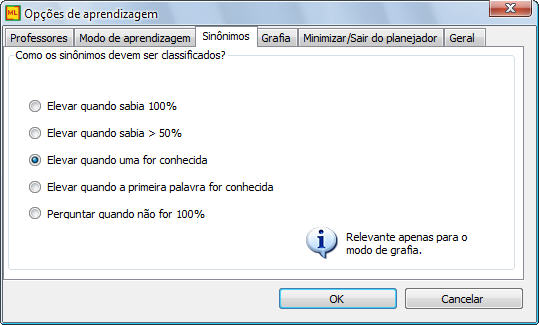 ML Opções de aprendizagem
Professores Modo de aprendizagem Sinônimos Grafia Minimizar/Sair do planejador Geral
Como os sinônimos devem ser classificados?
Elevar quando sabia 100%
Elevar quando sabia > 50%
Elevar quando uma for conhecida
Elevar quando a primeira palavra for conhecida
Perguntar quando não for 100%
Relevante apenas para o
modo de grafia.
OK Cancelar